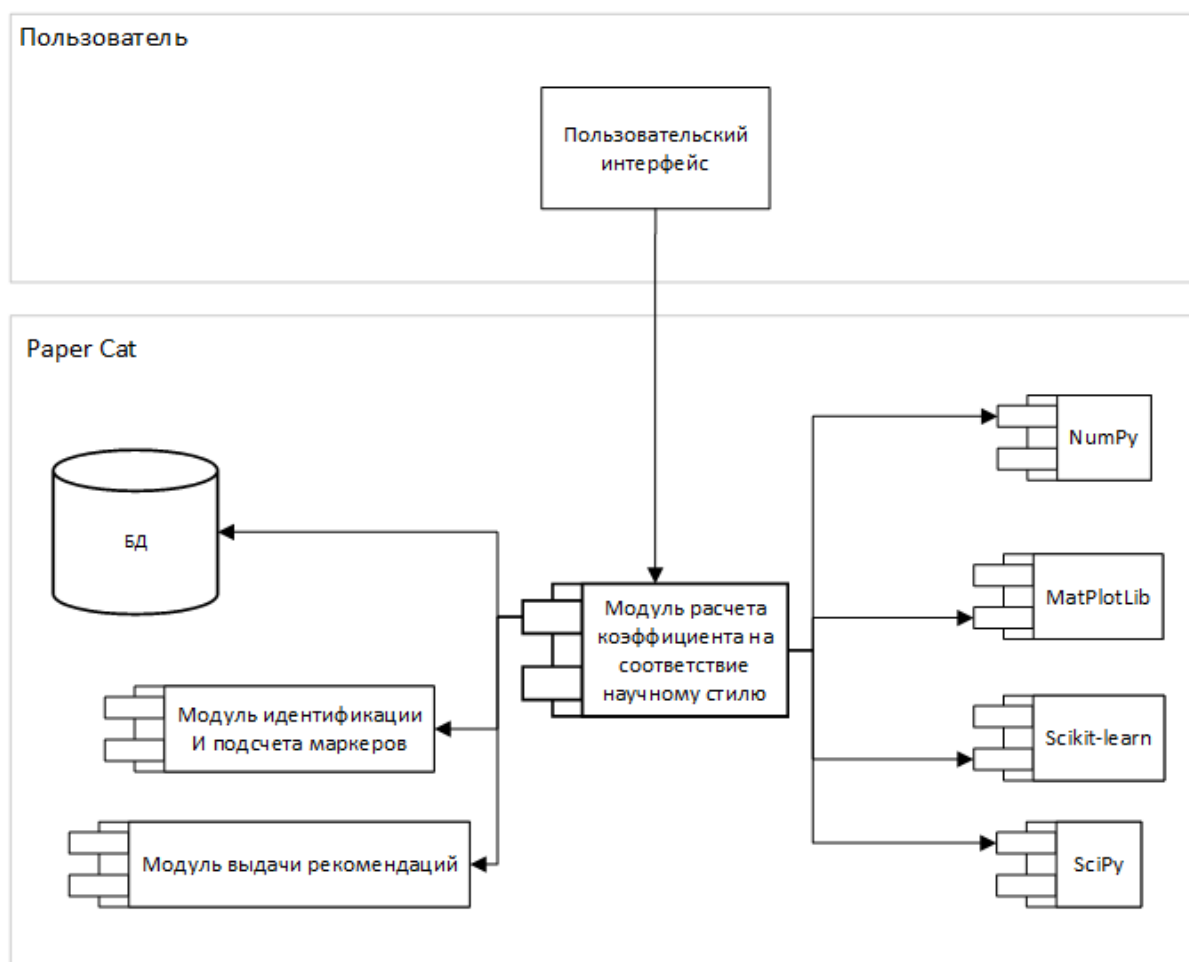 Пользователь
Пользовательский
интерфейс
Paper Cat
NumPy
БД
MatPlotLib
Модуль расчета
коэффициента на
соответствие
научному стилю
Модуль идентификации
И подсчета маркеров
Scikit-learn
Модуль выдачи рекомендаций
SciPy